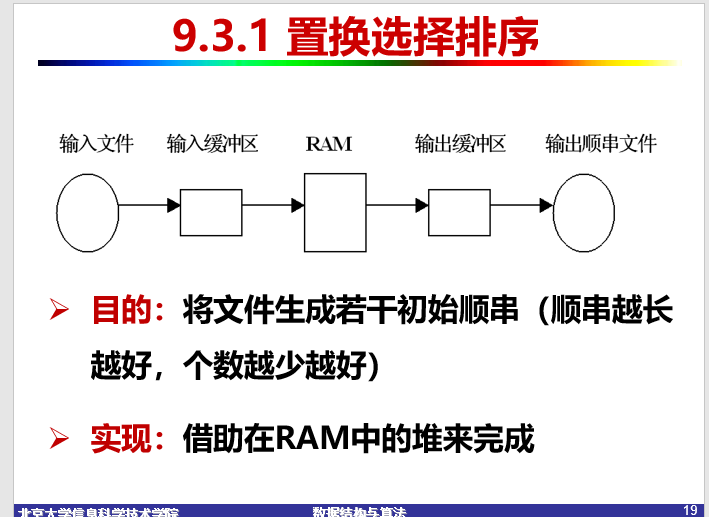 9.3.1 置换选择排序
输入文件 输入缓冲区 RAM 输出缓冲区 输出顺串文件
➢ 目的：将文件生成若干初始顺串（顺串越长
越好，个数越少越好）
➢ 实现：借助在RAM中的堆来完成
北京大学信息科学技术学院 数据结构与算法 19